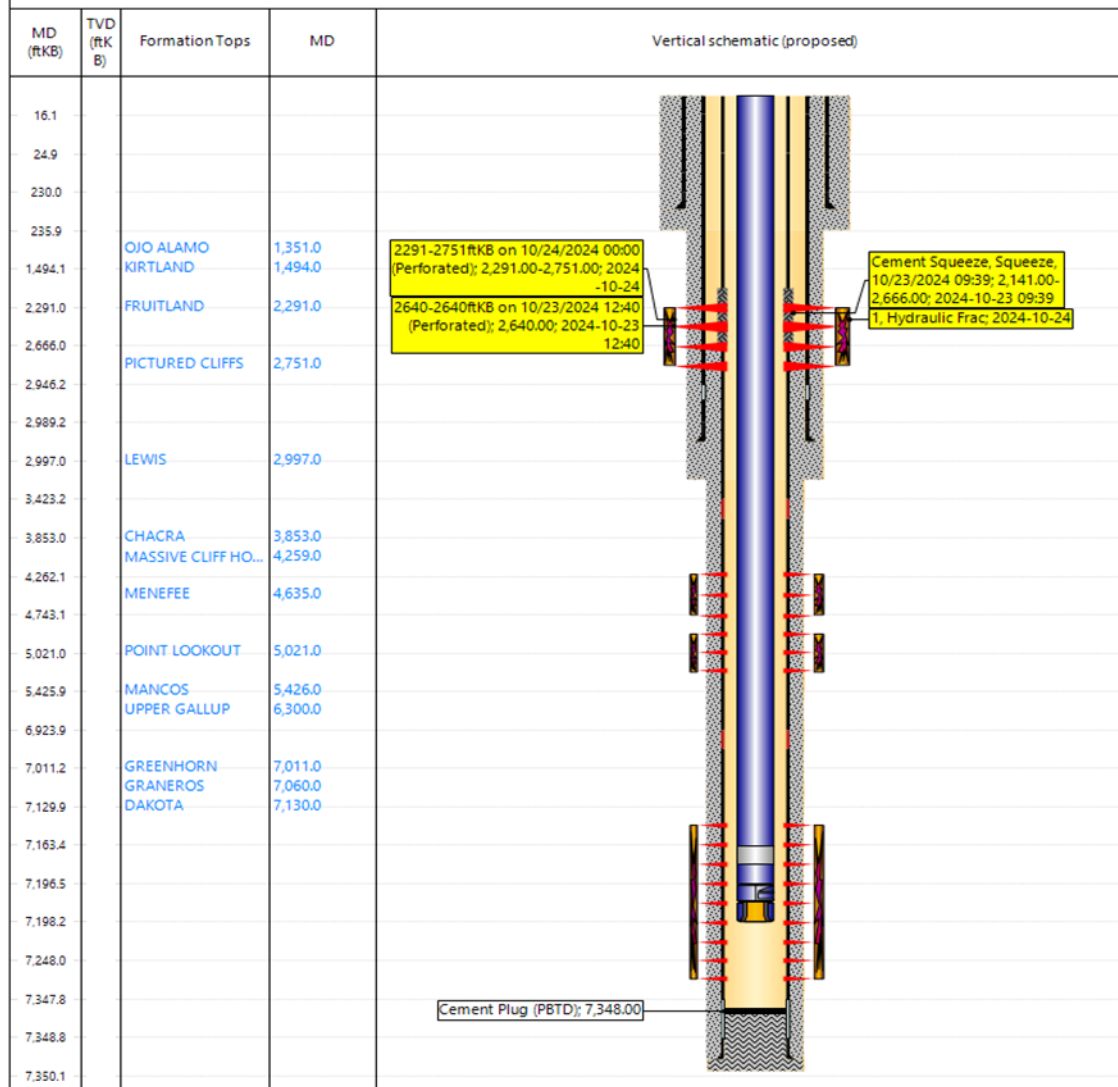 MD
(ftKB)
TVD
(ftK
B)
Formation Tops
MD
Vertical schematic (proposed)
16.1
24.9
230.0
235.9
OJO ALAMO 1,351.0
1,494.1
KIRTLAND 1,494.0
2,291.0
FRUITLAND 2,291.0
2,666.0
PICTURED CLIFFS 2,751.0
2,946.2
2,989.2
2,997.0
LEWIS 2,997.0
3,423.2
3,853.0
CHACRA 3,853.0
MASSIVE CLIFF HO... 4,259.0
4,262.1
MENEFEE 4,635.0
4,743.1
5,021.0
POINT LOOKOUT 5,021.0
5,425.9
MANCOS 5,426.0
UPPER GALLUP 6,300.0
6,923.9
7,011.2
GREENHORN 7,011.0
GRANEROS 7,060.0
7,129.9
DAKOTA 7,130.0
7,163.4
7,196.5
7,198.2
7,248.0
7,347.8
7,348.8
7,350.1
2291-2751ftKB on 10/24/2024 00:00
(Perforated); 2,291.00-2,751.00; 2024
-10-24
2640-2640ftKB on 10/23/2024 12:40
(Perforated); 2,640.00; 2024-10-23
12:40
Cement Squeeze, Squeeze,
10/23/2024 09:39; 2,141.00-
2,666.00; 2024-10-23 09:39
1, Hydraulic Frac; 2024-10-24
Cement Plug (PBTD); 7,348.00